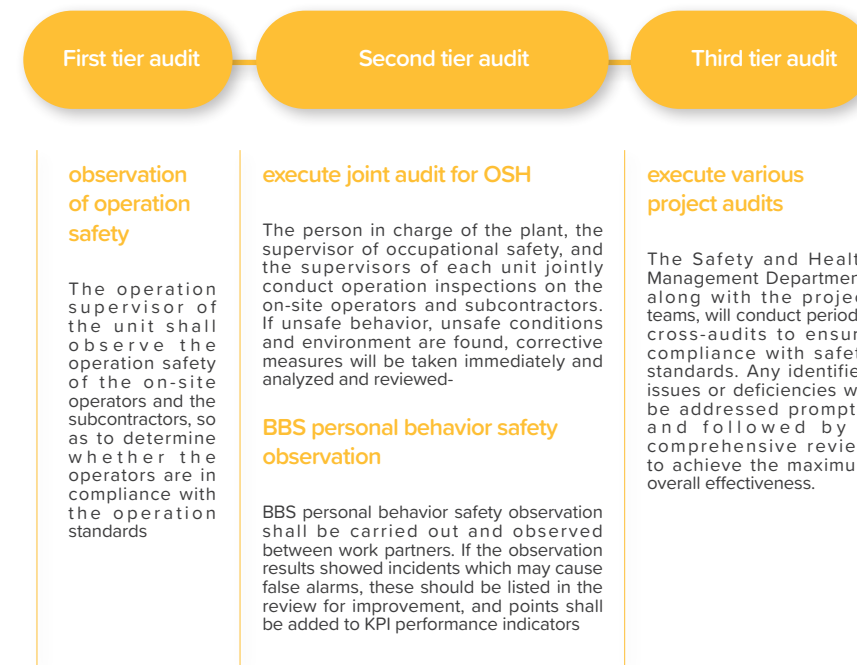 First tier audit
Second tier audit
Third tier audit
observation
of operation
safety
The operation
supervisor of
the unit shall
observe the
operation safety
of the on-site
operators and the
subcontractors, so
as to determine
whether the
operators are in
compliance with
the operation
standards
execute joint audit for OSH
The person in charge of the plant, the
supervisor of occupational safety, and
the supervisors of each unit jointly
conduct operation inspections on the
on-site operators and subcontractors.
If unsafe behavior, unsafe conditions
and environment are found, corrective
measures will be taken immediately and
analyzed and reviewed-
BBS personal behavior safety
observation
BBS personal behavior safety observation
shall be carried out and observed
between work partners. If the observation
results showed incidents which may cause
false alarms, these should be listed in the
review for improvement, and points shall
be added to KPI performance indicators
execute various
project audits
The Safety and Healt
Management Departmen
along with the projec
teams, will conduct period
cross-audits to ensur
compliance with safet
standards. Any identifie
issues or deficiencies w
be addressed prompt
and followed by
comprehensive revie
to achieve the maximu
overall effectiveness.